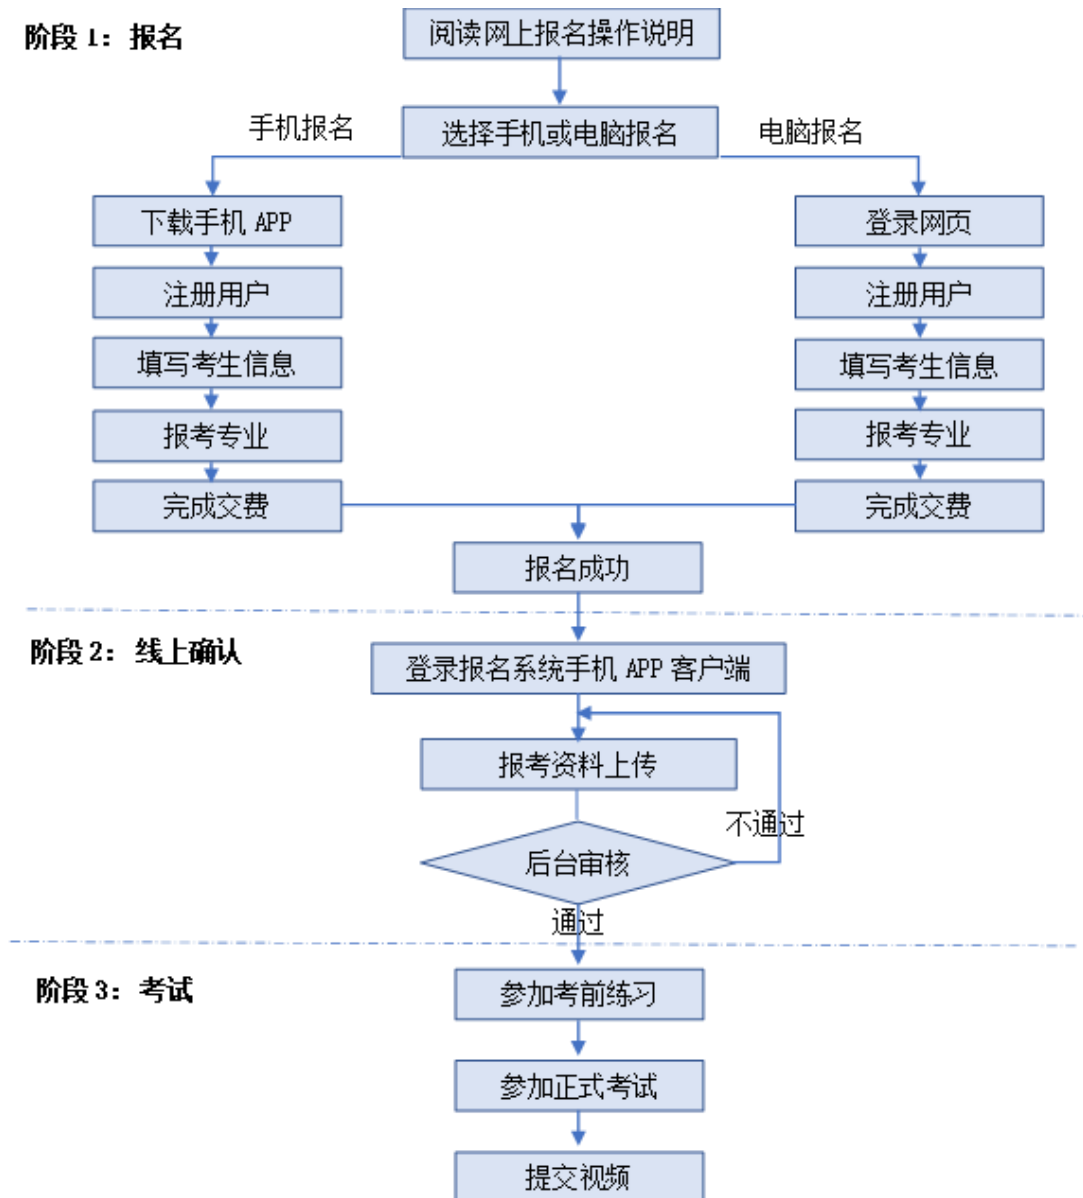 阶段 1：报名
阅读网上报名操作说明
手机报名
选择手机或电脑报名
电脑报名
下载手机 APP
登录网页
注册用户
注册用户
填写考生信息
填写考生信息
报考专业
报考专业
完成交费
完成交费
报名成功
阶段 2：线上确认
登录报名系统手机 APP 客户端
报考资料上传
不通过
后台审核
通过
阶段 3：考试
参加考前练习
参加正式考试
提交视频